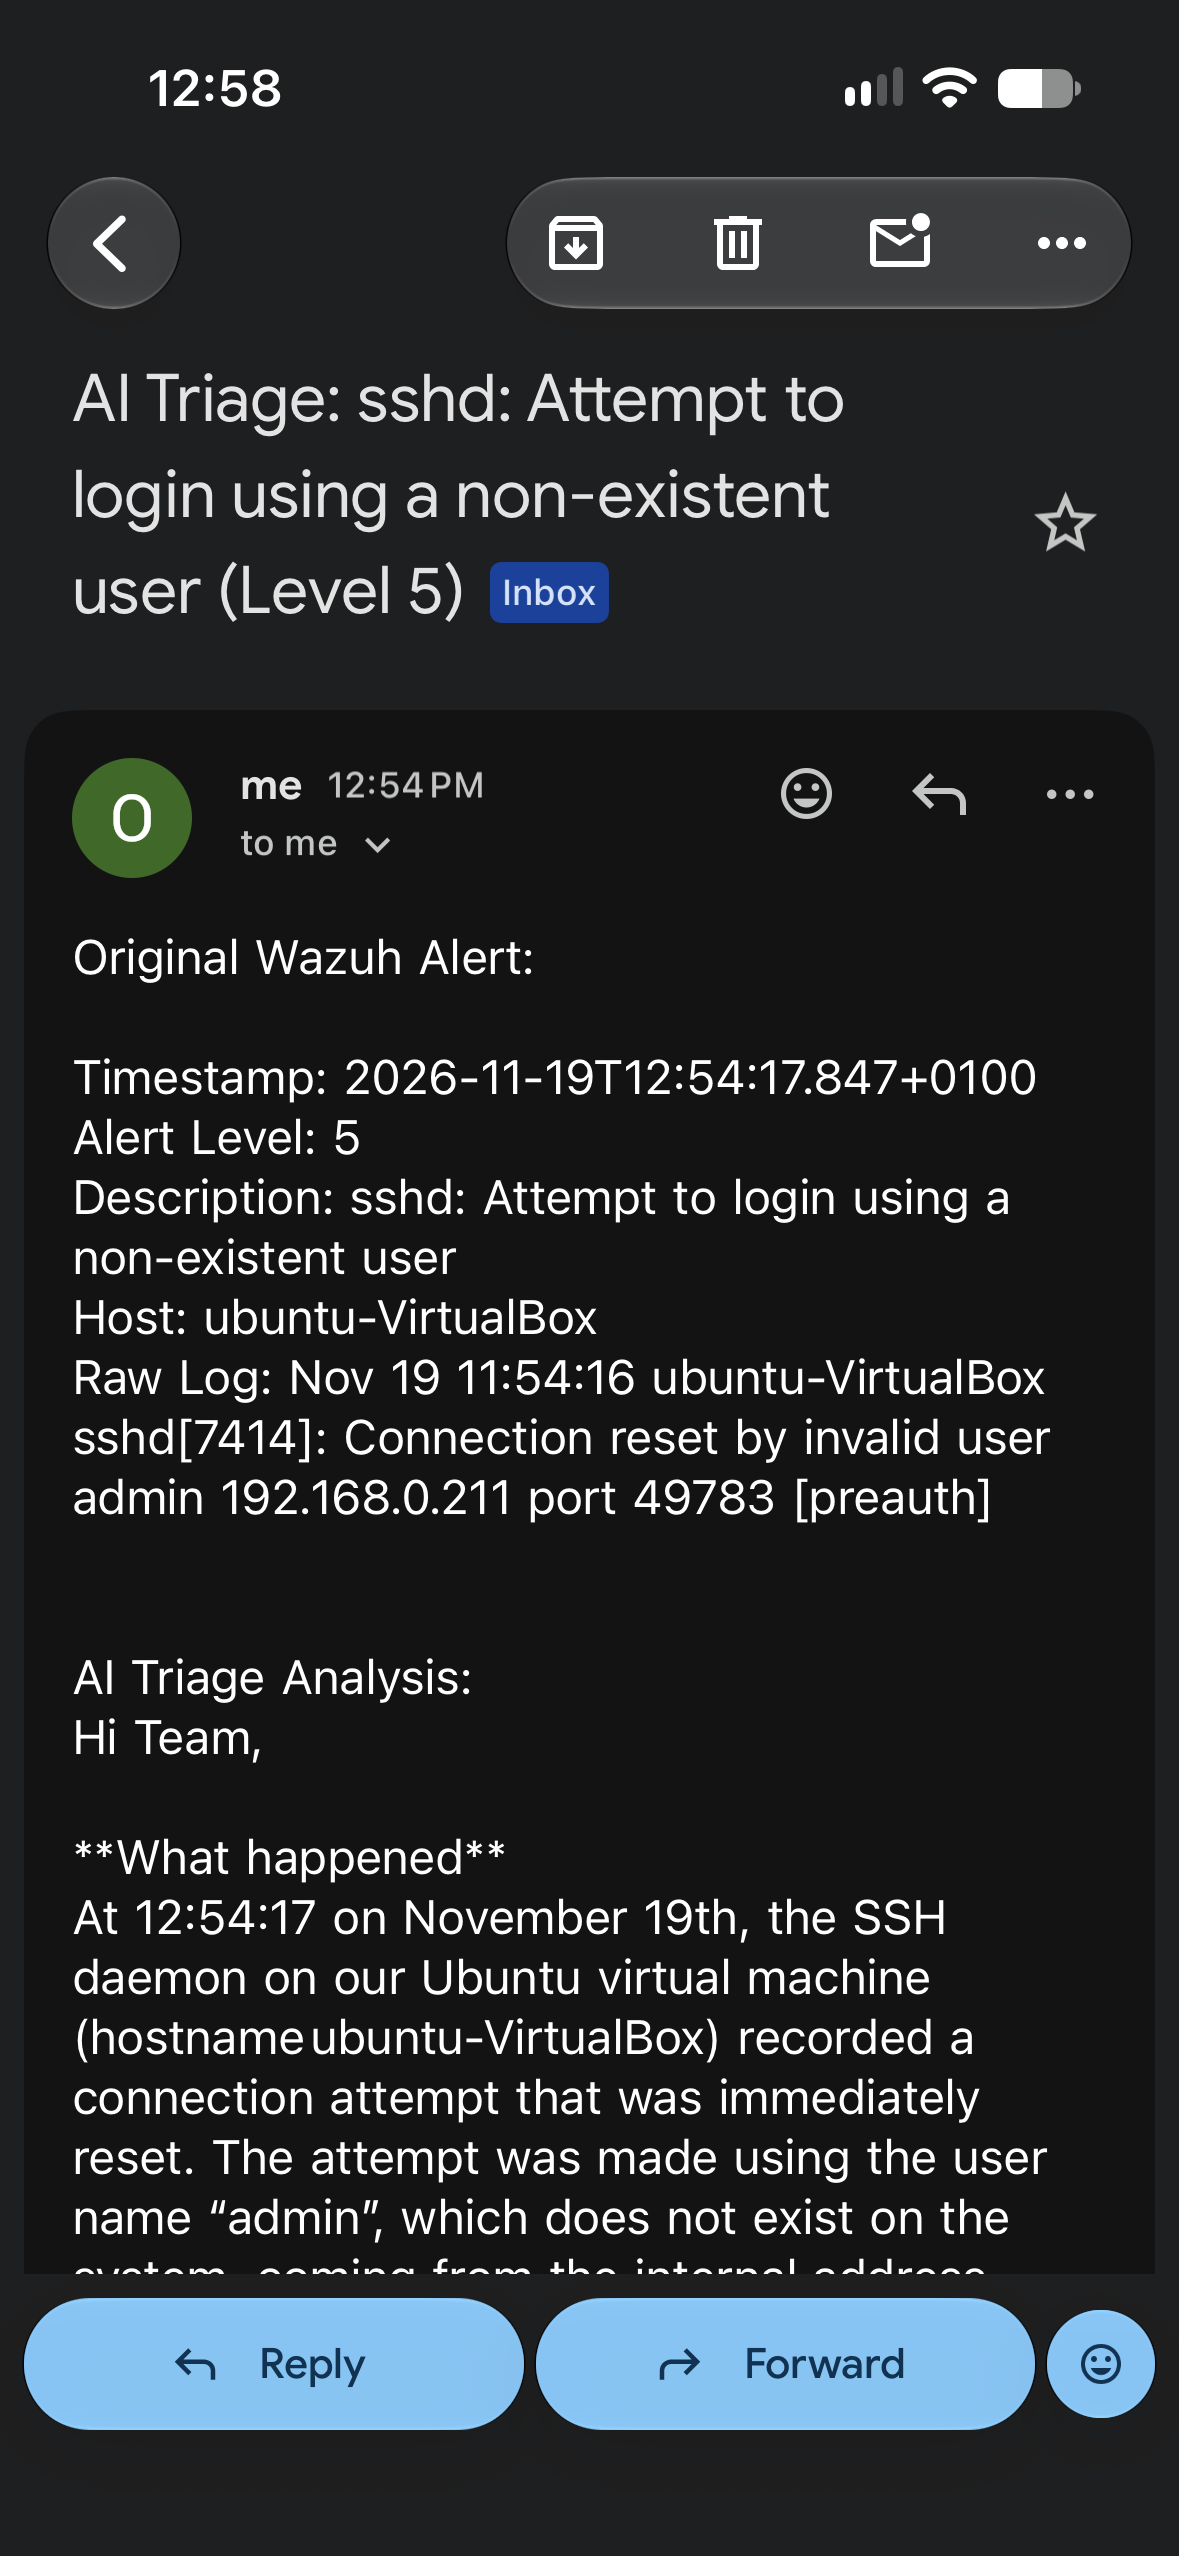 12:58
AI Triage: sshd: Attempt to
login using a non-existent
user (Level 5) Inbox
O
me 12:54 PM
to me
Original Wazuh Alert:
Timestamp: 2026-11-19T12:54:17.847+0100
Alert Level: 5
Description: sshd: Attempt to login using a
non-existent user
Host: ubuntu-VirtualBox
Raw Log: Nov 19 11:54:16 ubuntu-VirtualBox
sshd[7414]: Connection reset by invalid user
admin 192.168.0.211 port 49783 [preauth]
AI Triage Analysis:
Hi Team,
**What happened**
At 12:54:17 on November 19th, the SSH
daemon on our Ubuntu virtual machine
(hostname ubuntu-VirtualBox) recorded a
connection attempt that was immediately
reset. The attempt was made using the user
name “admin”, which does not exist on the
system, coming from the internal address
Reply
Forward